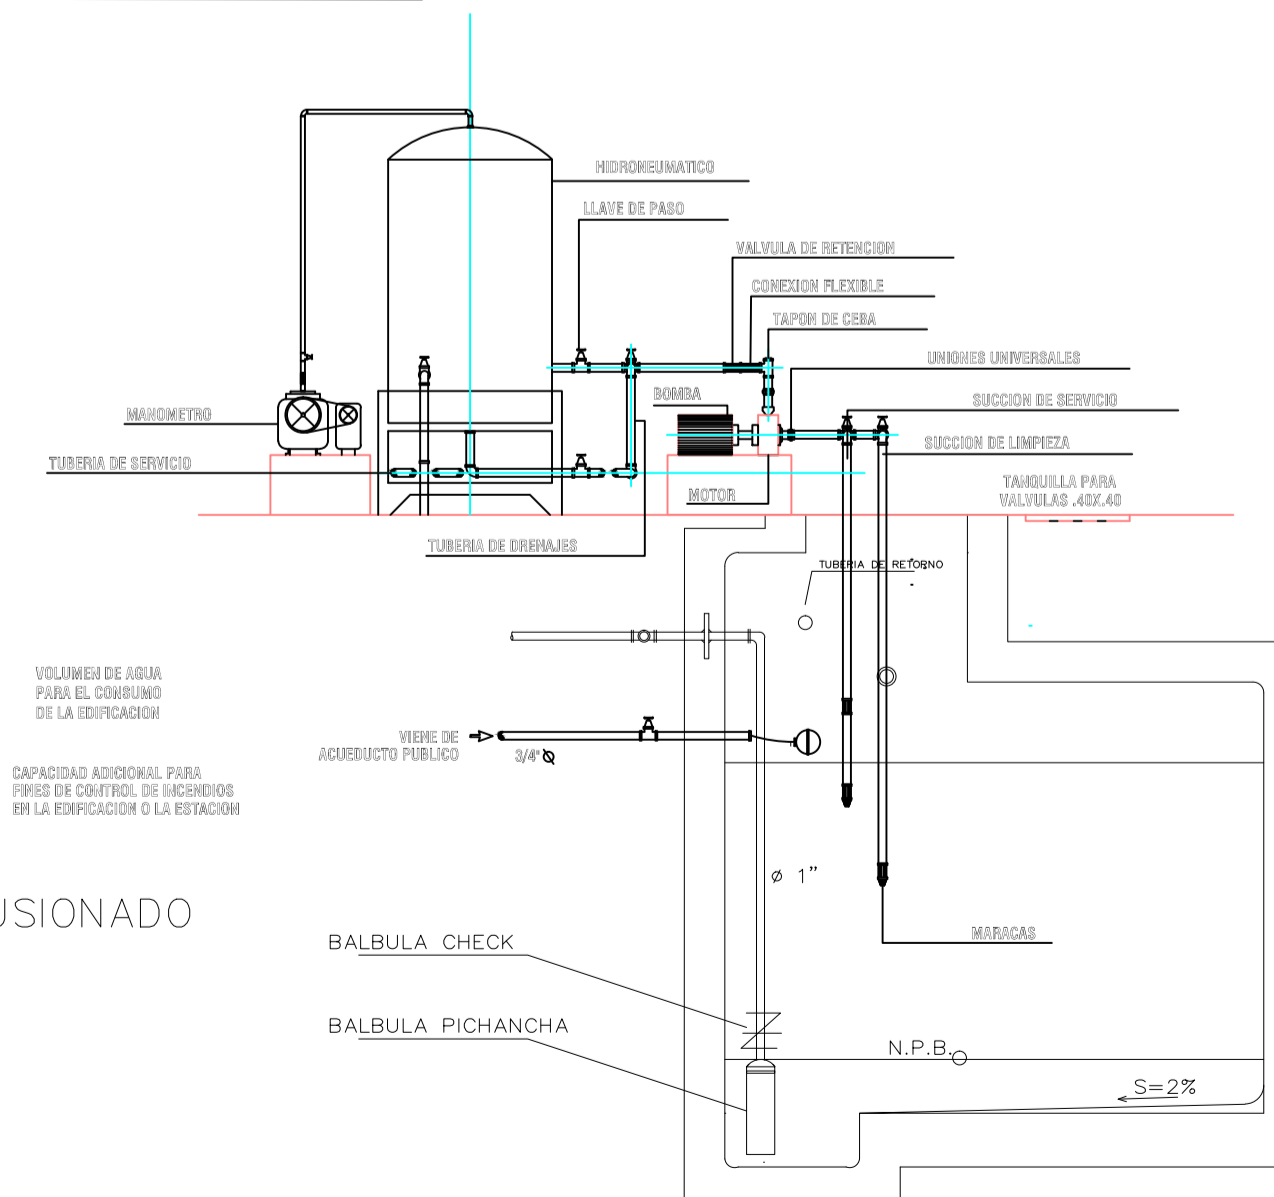 HIDRONEUMATICO
LLAVE DE PASO
VALVULA DE RETENCION
CONEXION FLEXIBLE
TAPON DE CEBA
UNIONES UNIVERSALES
BOMBA
SUCCION DE SERVICIO
MANOMETRO
SUCCION DE LIMPIEZA
TUBERIA DE SERVICIO
MOTOR
TANQUILLA PARA
VALVULAS .40X.40
TUBERIA DE DRENAJES
TUBERIA DE RETORNO
VOLUMEN DE AGUA
PARA EL CONSUMO
DE LA EDIFICACION
VIENE DE
ACUEDUCTO PUBLICO
3/4" Ø
CAPACIDAD ADICIONAL PARA
FINES DE CONTROL DE INCENDIOS
EN LA EDIFICACION O LA ESTACION
Ø 1"
USIONADO
MARACAS
BALBULA CHECK
BALBULA PICHANCHA
N.P.B.
S=2%